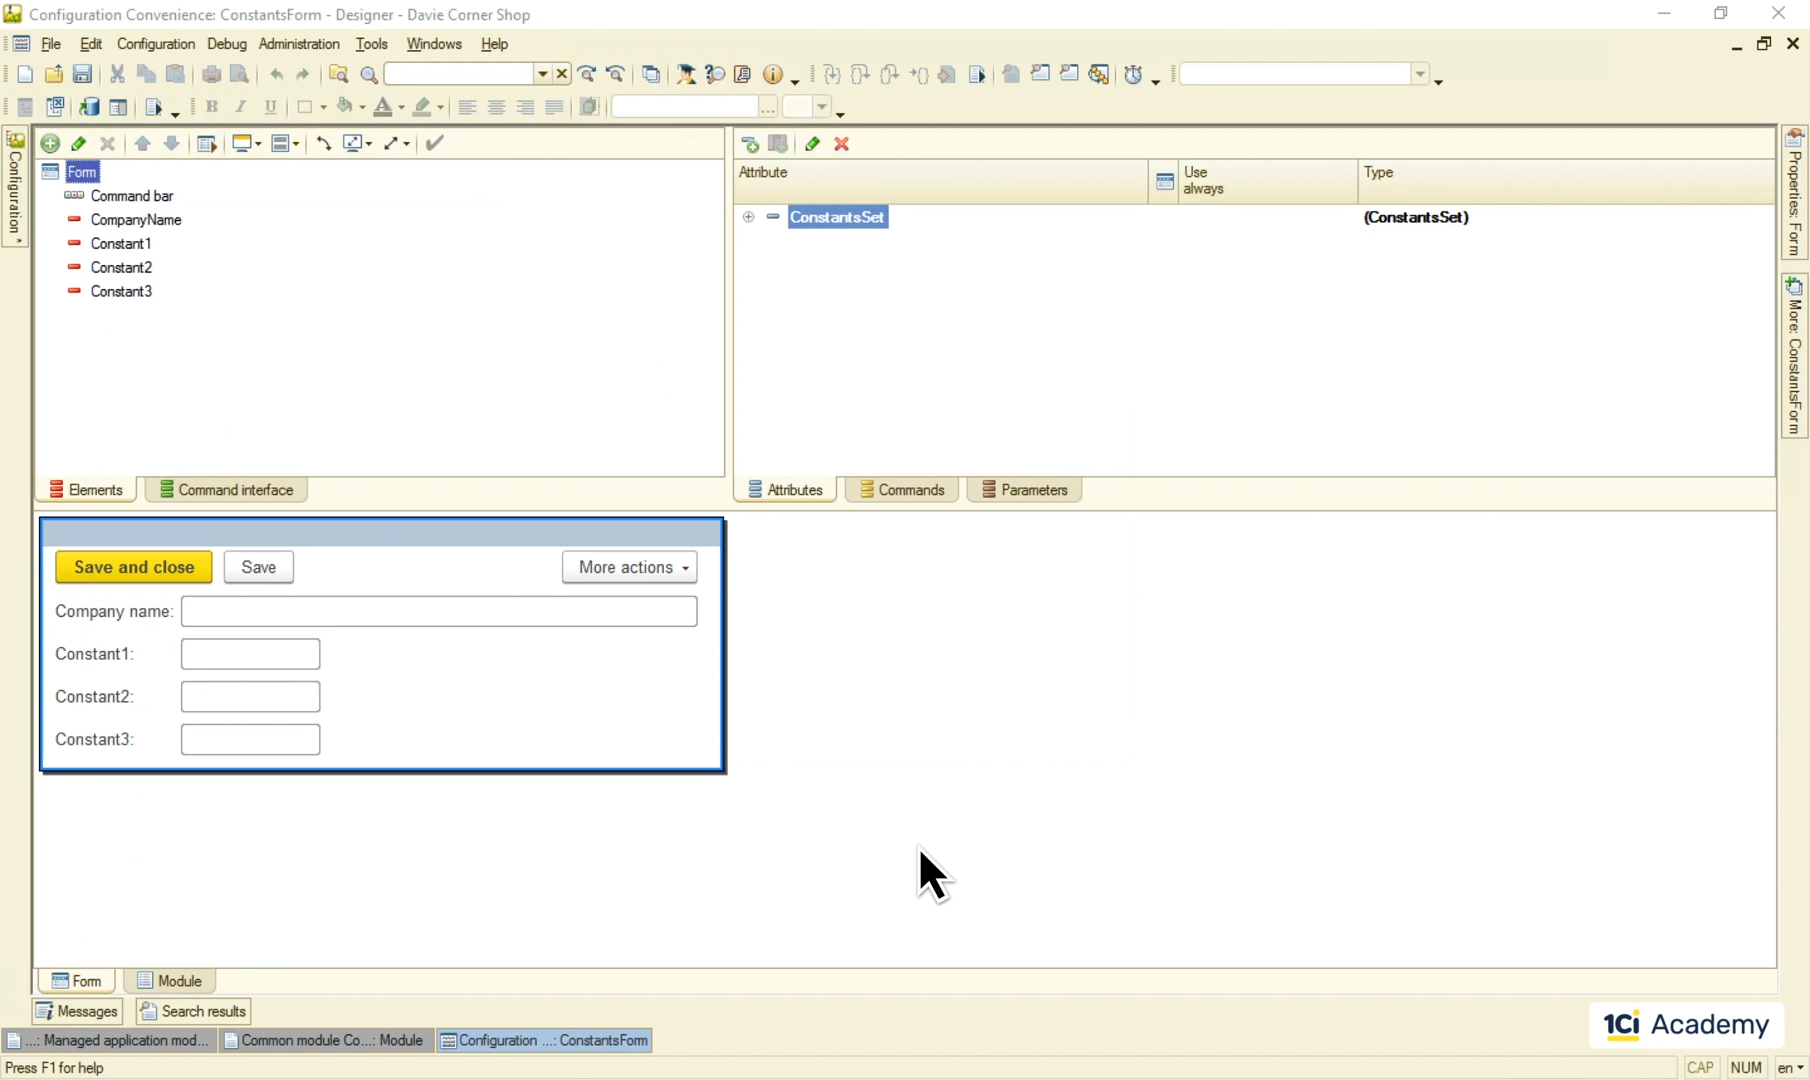 Configuration Convenience: ConstantsForm - Designer - Davie Corner Shop
File Edit Configuration Debug Administration Tools Windows Help
Configuration
Form
Command bar
CompanyName
Constant1
Constant2
Constant3
Elements Command interface
Attribute Use always Type
ConstantsSet (ConstantsSet)
Attributes Commands Parameters
Properties: Form
More: ConstantsForm
Save and close Save More actions
Company name:
Constant1:
Constant2:
Constant3:
Form Module
Messages Search results
...: Managed application mod... Common module Co...: Module Configuration ...: ConstantsForm
1Ci Academy
Press F1 for help CAP NUM en